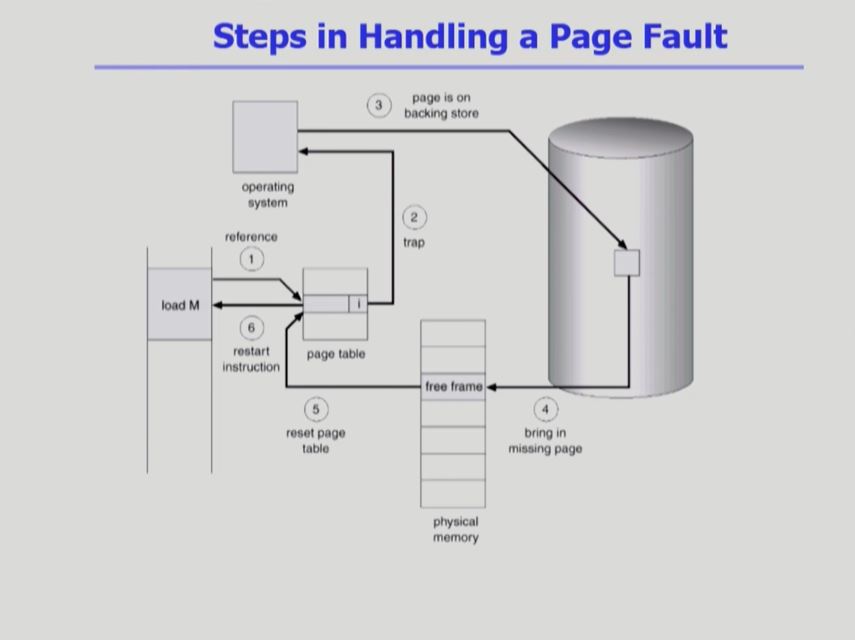 Steps in Handling a Page Fault
3
page is on
backing store
operating
system
2
trap
reference
1
load M
i
6
restart
instruction
page table
free frame
5
reset page
table
4
bring in
missing page
physical
memory